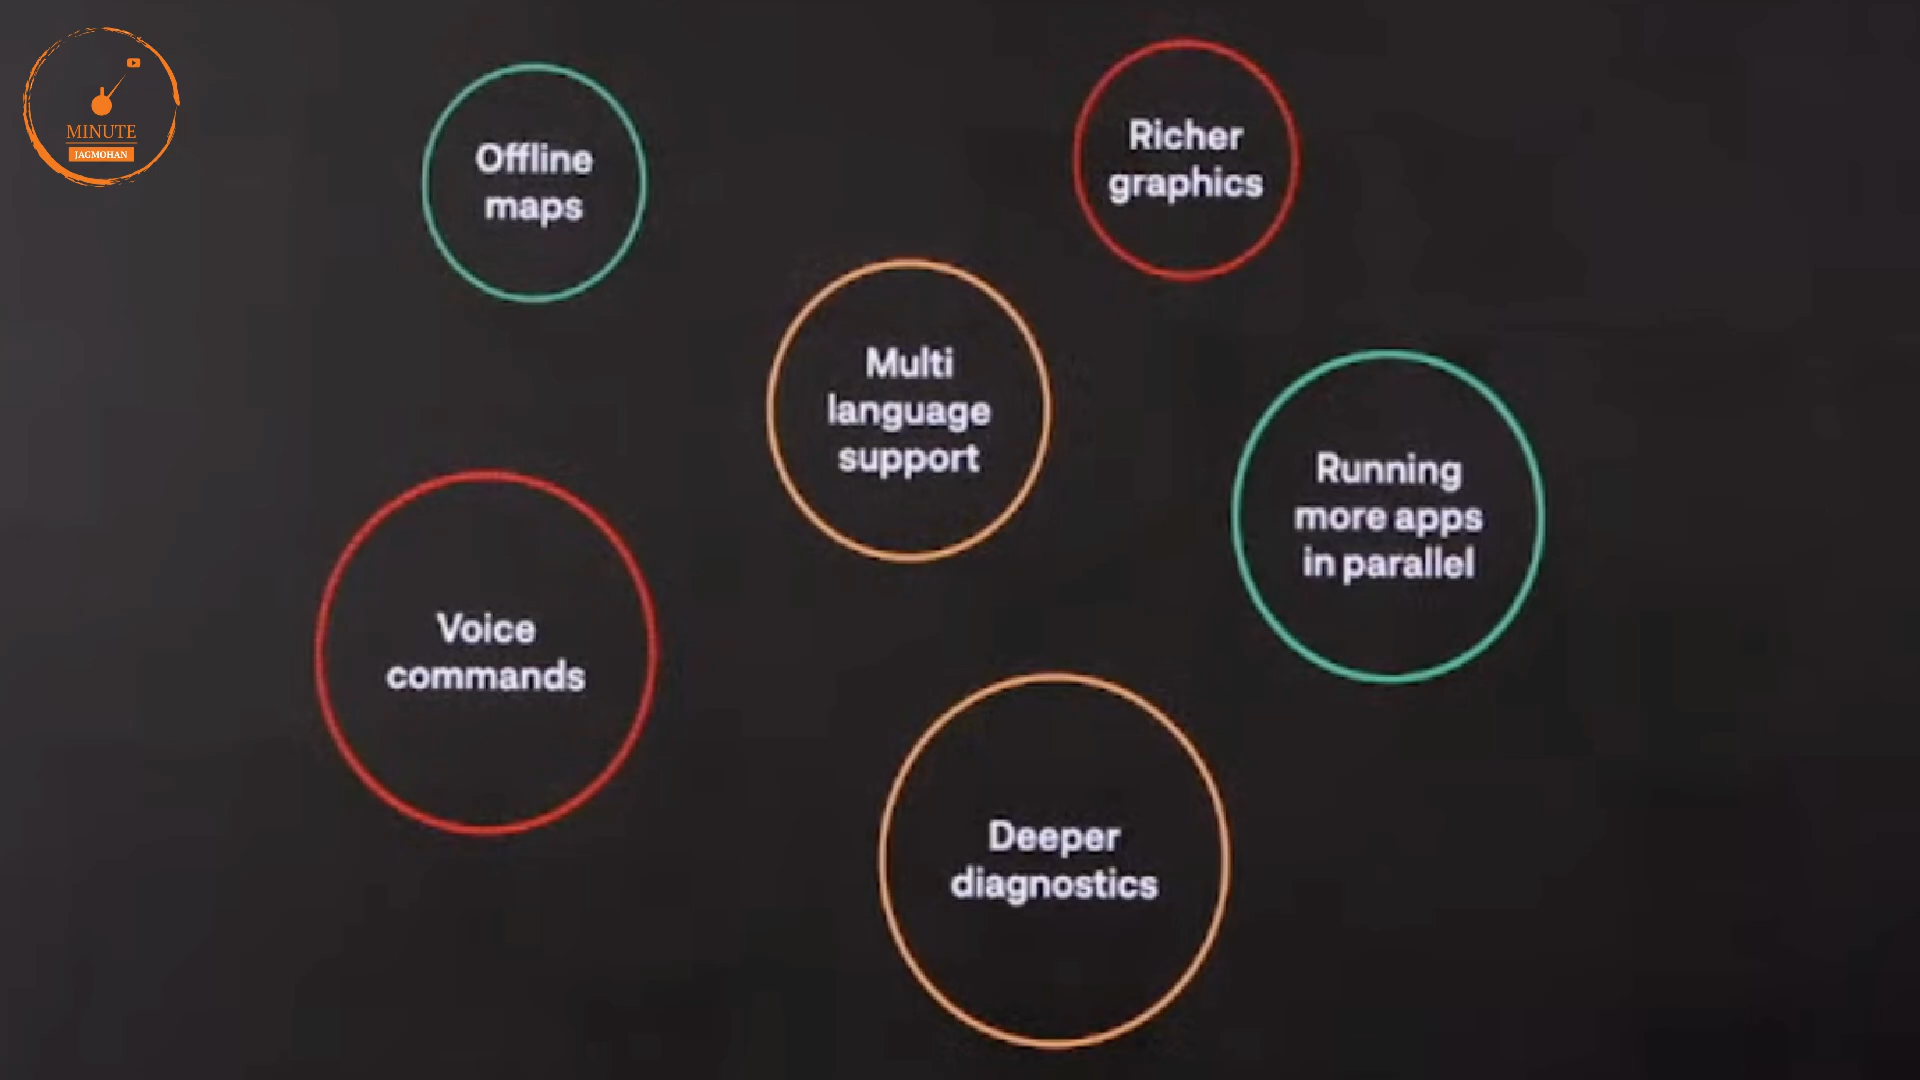 MINUTE
JAGMOHAN
Offline
maps
Richer
graphics
Multi
language
support
Running
more apps
in parallel
Voice
commands
Deeper
diagnostics